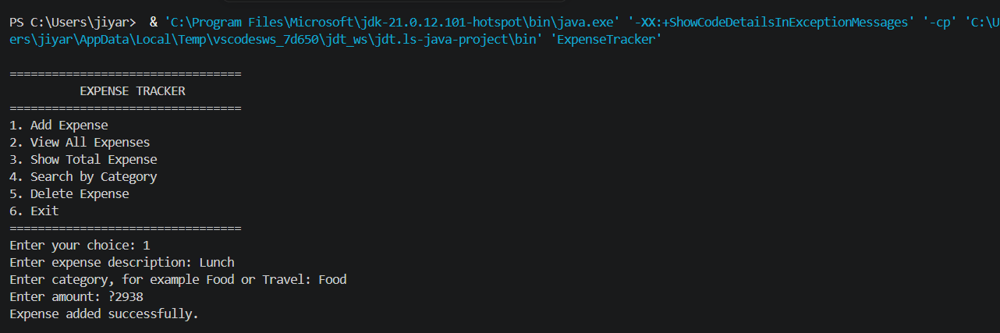 PS C:\Users\jiyar>  & 'C:\Program Files\Microsoft\jdk-21.0.12.101-hotspot\bin\java.exe' '-XX:+ShowCodeDetailsInExceptionMessages' '-cp' 'C:\U
ers\jiyar\AppData\Local\Temp\vscodesws_7d650\jdt_ws\jdt.ls-java-project\bin' 'ExpenseTracker'
=================================
EXPENSE TRACKER
=================================
1. Add Expense
2. View All Expenses
3. Show Total Expense
4. Search by Category
5. Delete Expense
6. Exit
=================================
Enter your choice: 1
Enter expense description: Lunch
Enter category, for example Food or Travel: Food
Enter amount: ?2938
Expense added successfully.